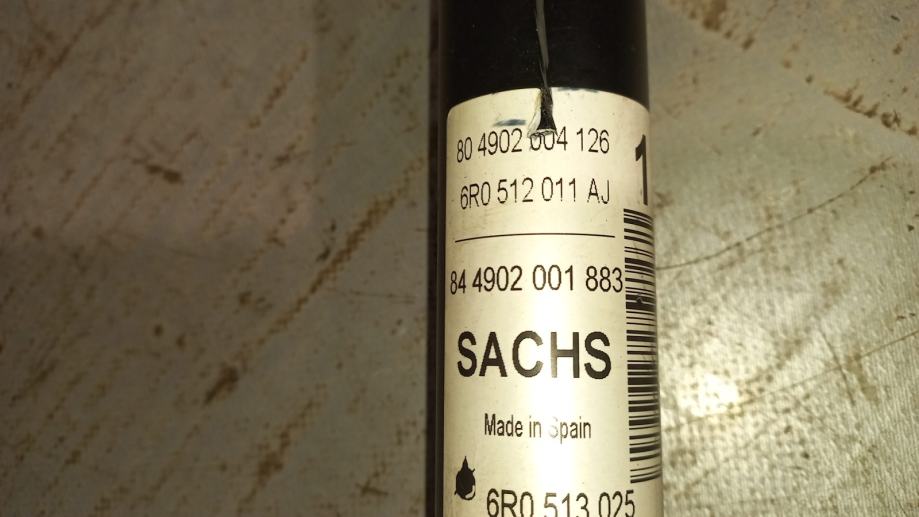 80 4902 004 126
6R0 512 011 AJ
84 4902 001 883
SACHS
Made in Spain
6R0 513 025
1